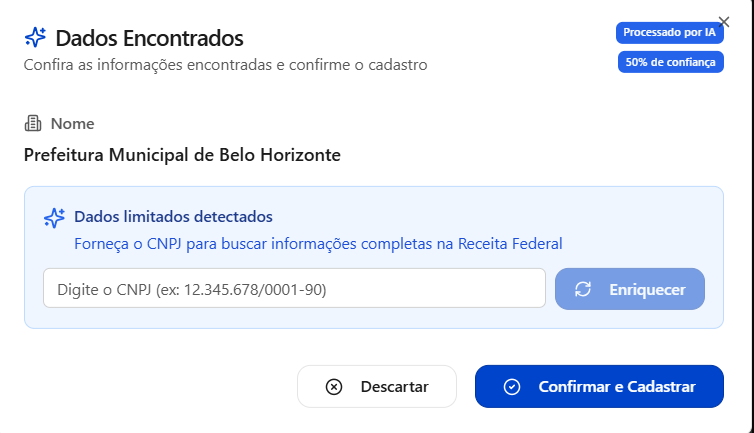 Dados Encontrados
Processado por IA
Confira as informações encontradas e confirme o cadastro
50% de confiança
Nome
Prefeitura Municipal de Belo Horizonte
Dados limitados detectados
Forneça o CNPJ para buscar informações completas na Receita Federal
Digite o CNPJ (ex: 12.345.678/0001-90)
Enriquecer
Descartar
Confirmar e Cadastrar